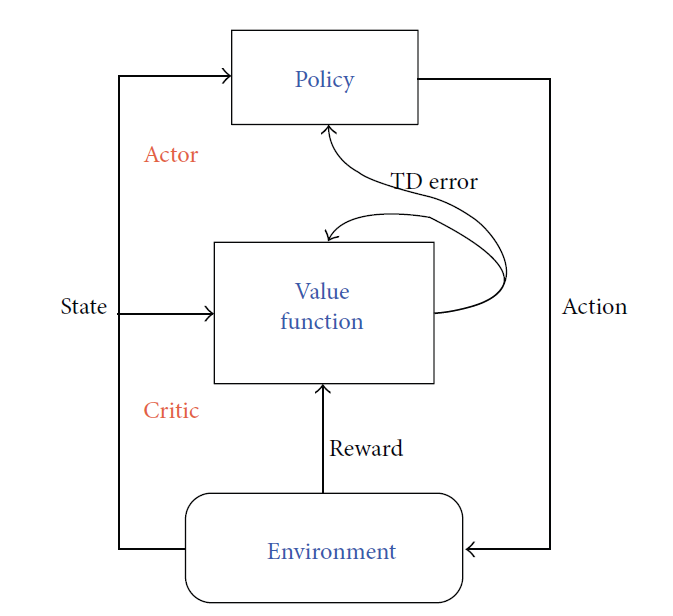 Policy
Actor
TD error
Value
function
State
Action
Critic
Reward
Environment